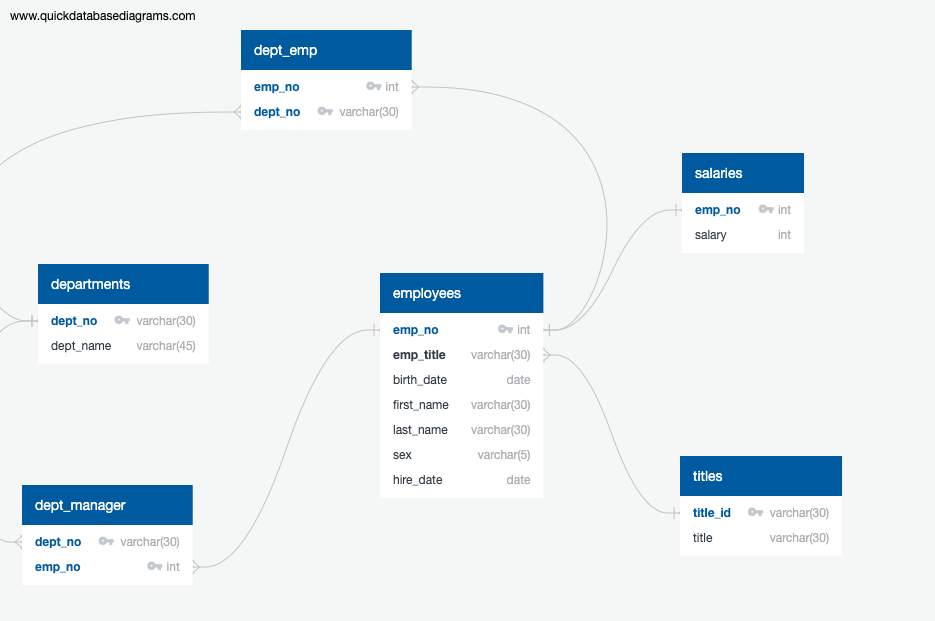 www.quickdatabasediagrams.com
dept_emp
emp_no int
dept_no varchar(30)
salaries
emp_no int
salary int
departments
dept_no varchar(30)
dept_name varchar(45)
employees
emp_no int
emp_title varchar(30)
birth_date date
first_name varchar(30)
last_name varchar(30)
sex varchar(5)
hire_date date
titles
title_id varchar(30)
title varchar(30)
dept_manager
dept_no varchar(30)
emp_no int